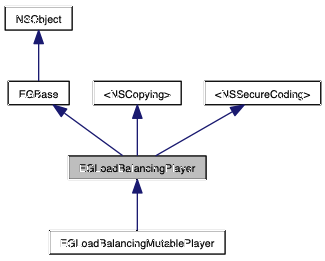 NSObject
EGBase
<NSCopying>
<NSSecureCoding>
EGLoadBalancingPlayer
EGLoadBalancingMutablePlayer